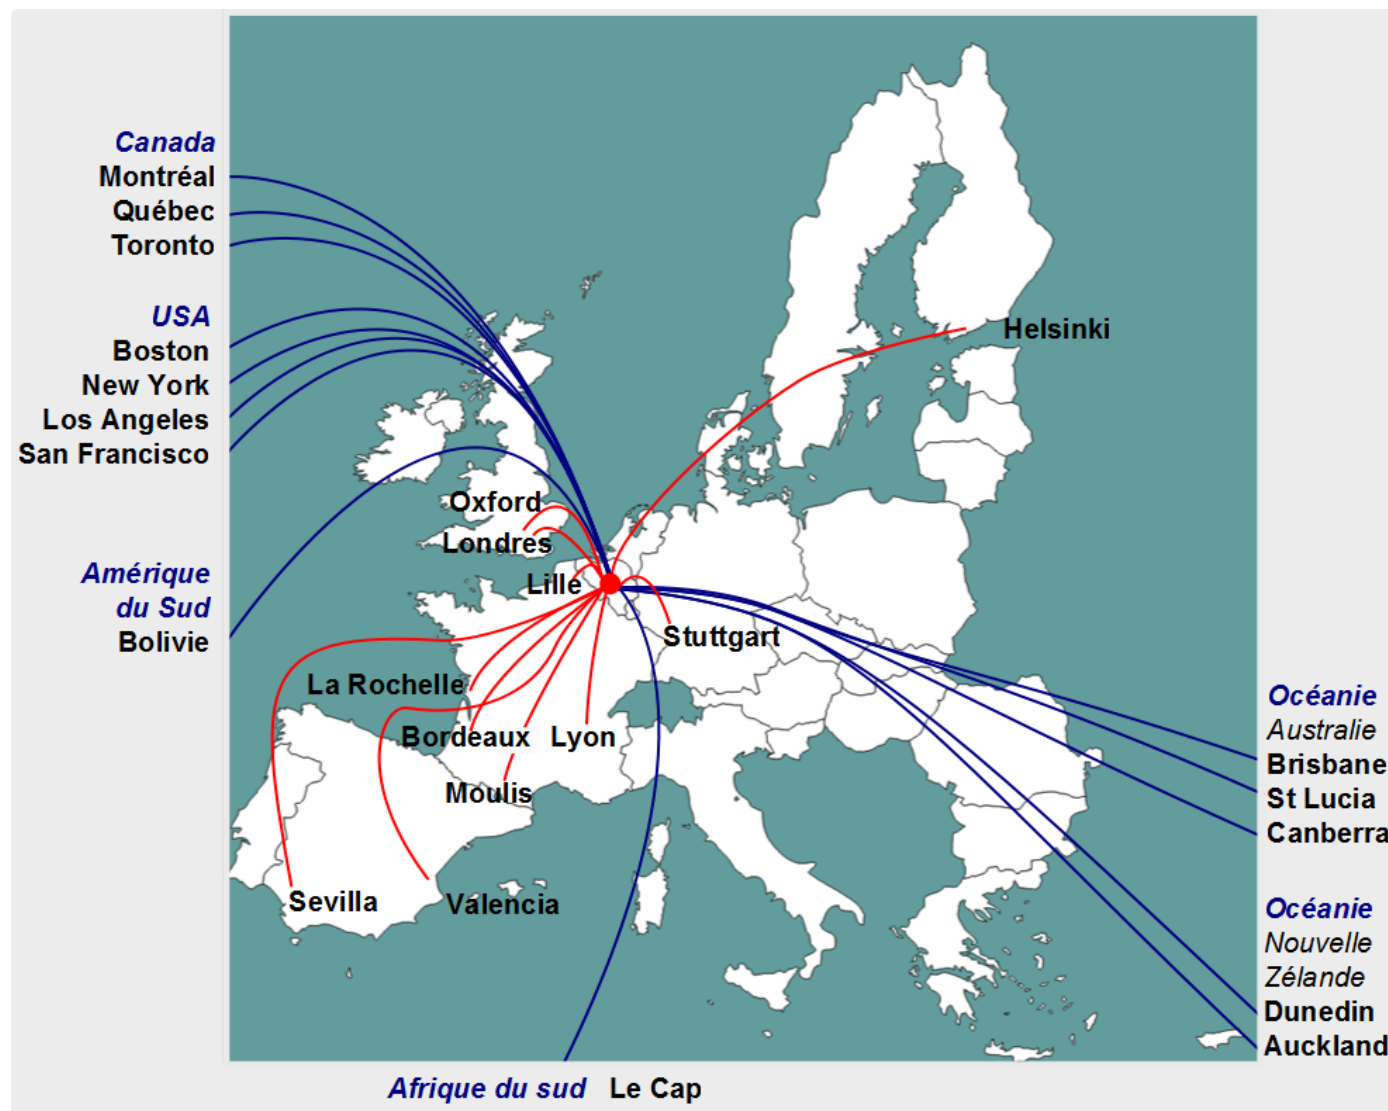 Canada
Montréal
Québec
Toronto
USA
Boston
New York
Los Angeles
San Francisco
Amérique
du Sud
Bolivie
Helsinki
Oxford
Londres
Lille
Stuttgart
La Rochelle
Bordeaux
Lyon
Moulis
Sevilla
Valencia
Océanie
Australie
Brisbane
St Lucia
Canberra
Océanie
Nouvelle
Zélande
Dunedin
Auckland
Afrique du sud Le Cap